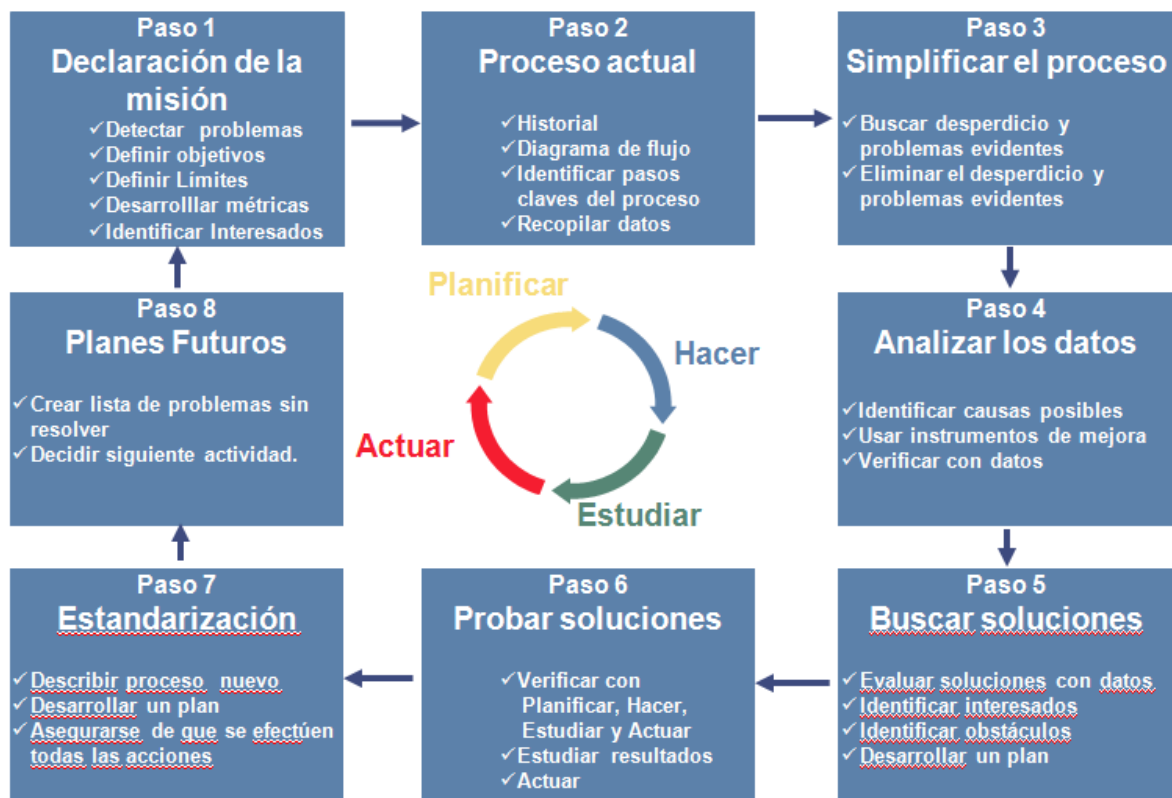 Paso 1
Declaración de la
misión
✓Detectar problemas
✓Definir objetivos
✓Definir Límites
✓Desarrolllar métricas
✓Identificar Interesados
Paso 2
Proceso actual
✓Historial
✓Diagrama de flujo
✓Identificar pasos
claves del proceso
✓Recopilar datos
Paso 3
Simplificar el proceso
✓Buscar desperdicio y
problemas evidentes
✓Eliminar el desperdicio y
problemas evidentes
Paso 8
Planes Futuros
✓Crear lista de problemas sin
resolver
✓Decidir siguiente actividad.
Planificar
Hacer
Actuar
Estudiar
Paso 4
Analizar los datos
✓Identificar causas posibles
✓Usar instrumentos de mejora
✓Verificar con datos
Paso 7
Estandarización
✓Describir proceso nuevo
✓Desarrollar un plan
✓Asegurarse de que se efectúen
todas las acciones
Paso 6
Probar soluciones
✓Verificar con
Planificar, Hacer,
Estudiar y Actuar
✓Estudiar resultados
✓Actuar
Paso 5
Buscar soluciones
✓Evaluar soluciones con datos
✓Identificar interesados
✓Identificar obstáculos
✓Desarrollar un plan